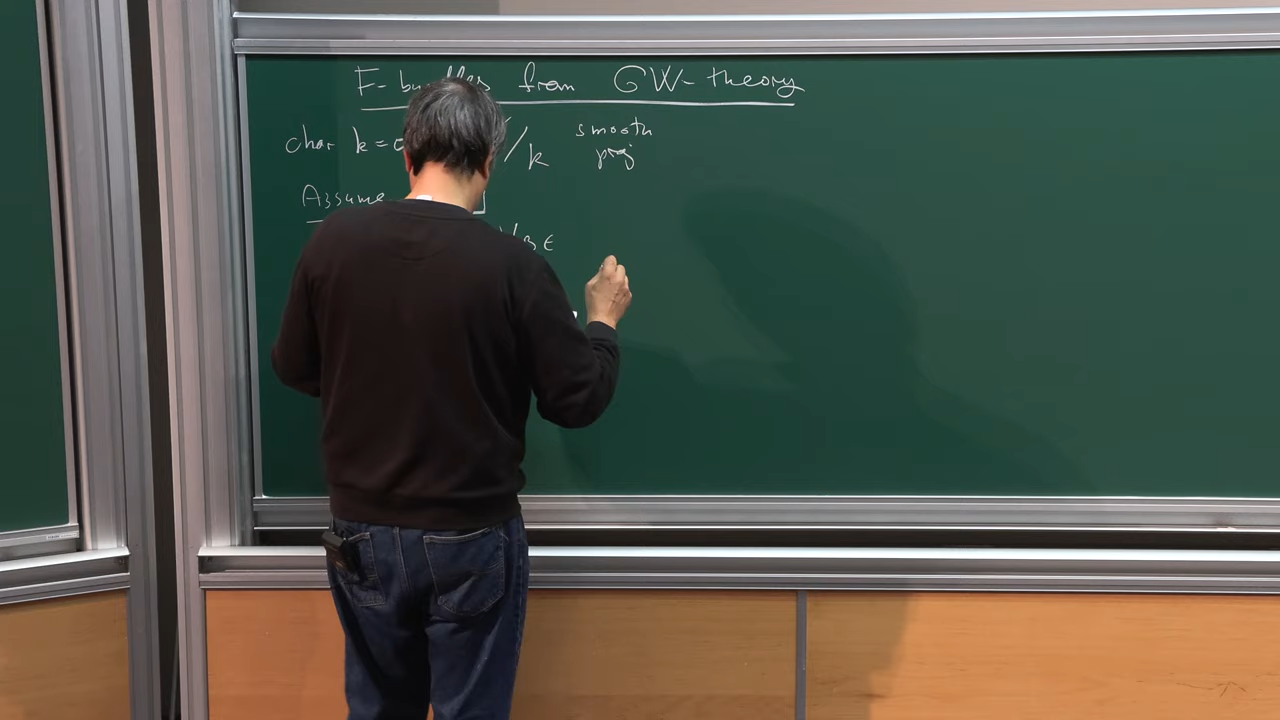 F-bundles from GW-theory
char k = 0 /k smooth
proj
Assume
∀β ∈